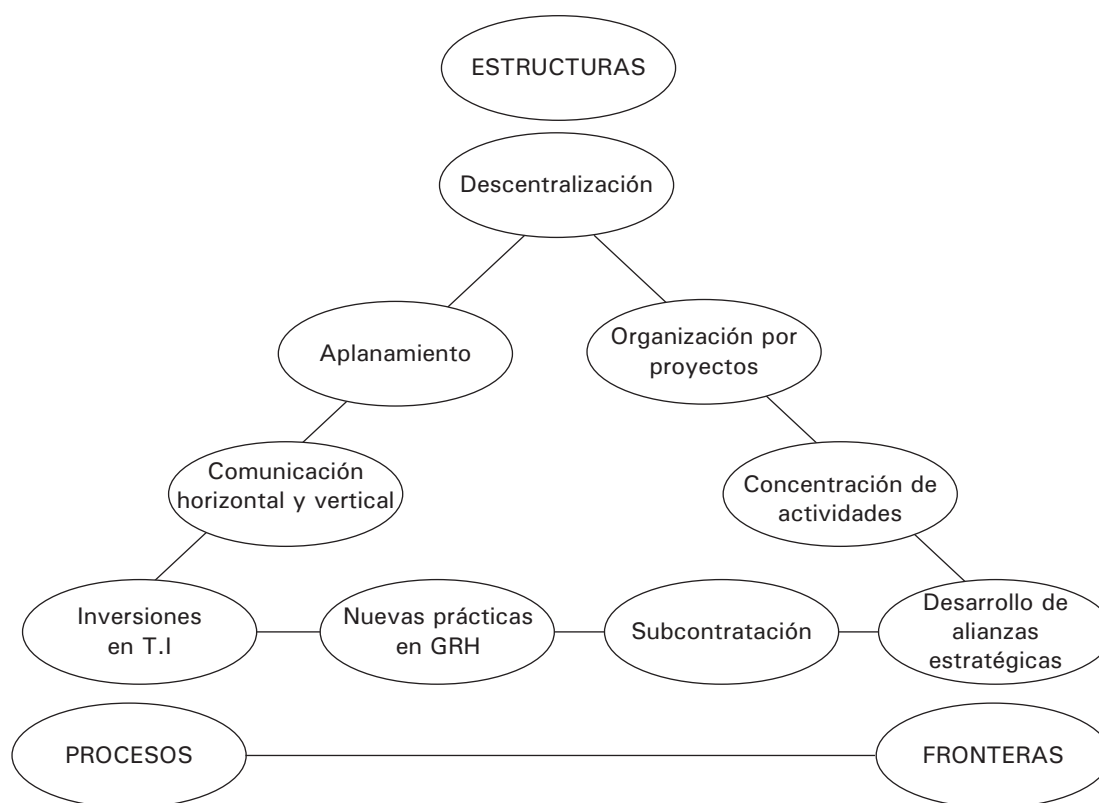 ESTRUCTURAS
Descentralización
Aplanamiento
Organización por
proyectos
Comunicación
horizontal y vertical
Concentración de
actividades
Inversiones
en T.I
Nuevas prácticas
en GRH
Subcontratación
Desarrollo de
alianzas
estratégicas
PROCESOS
FRONTERAS